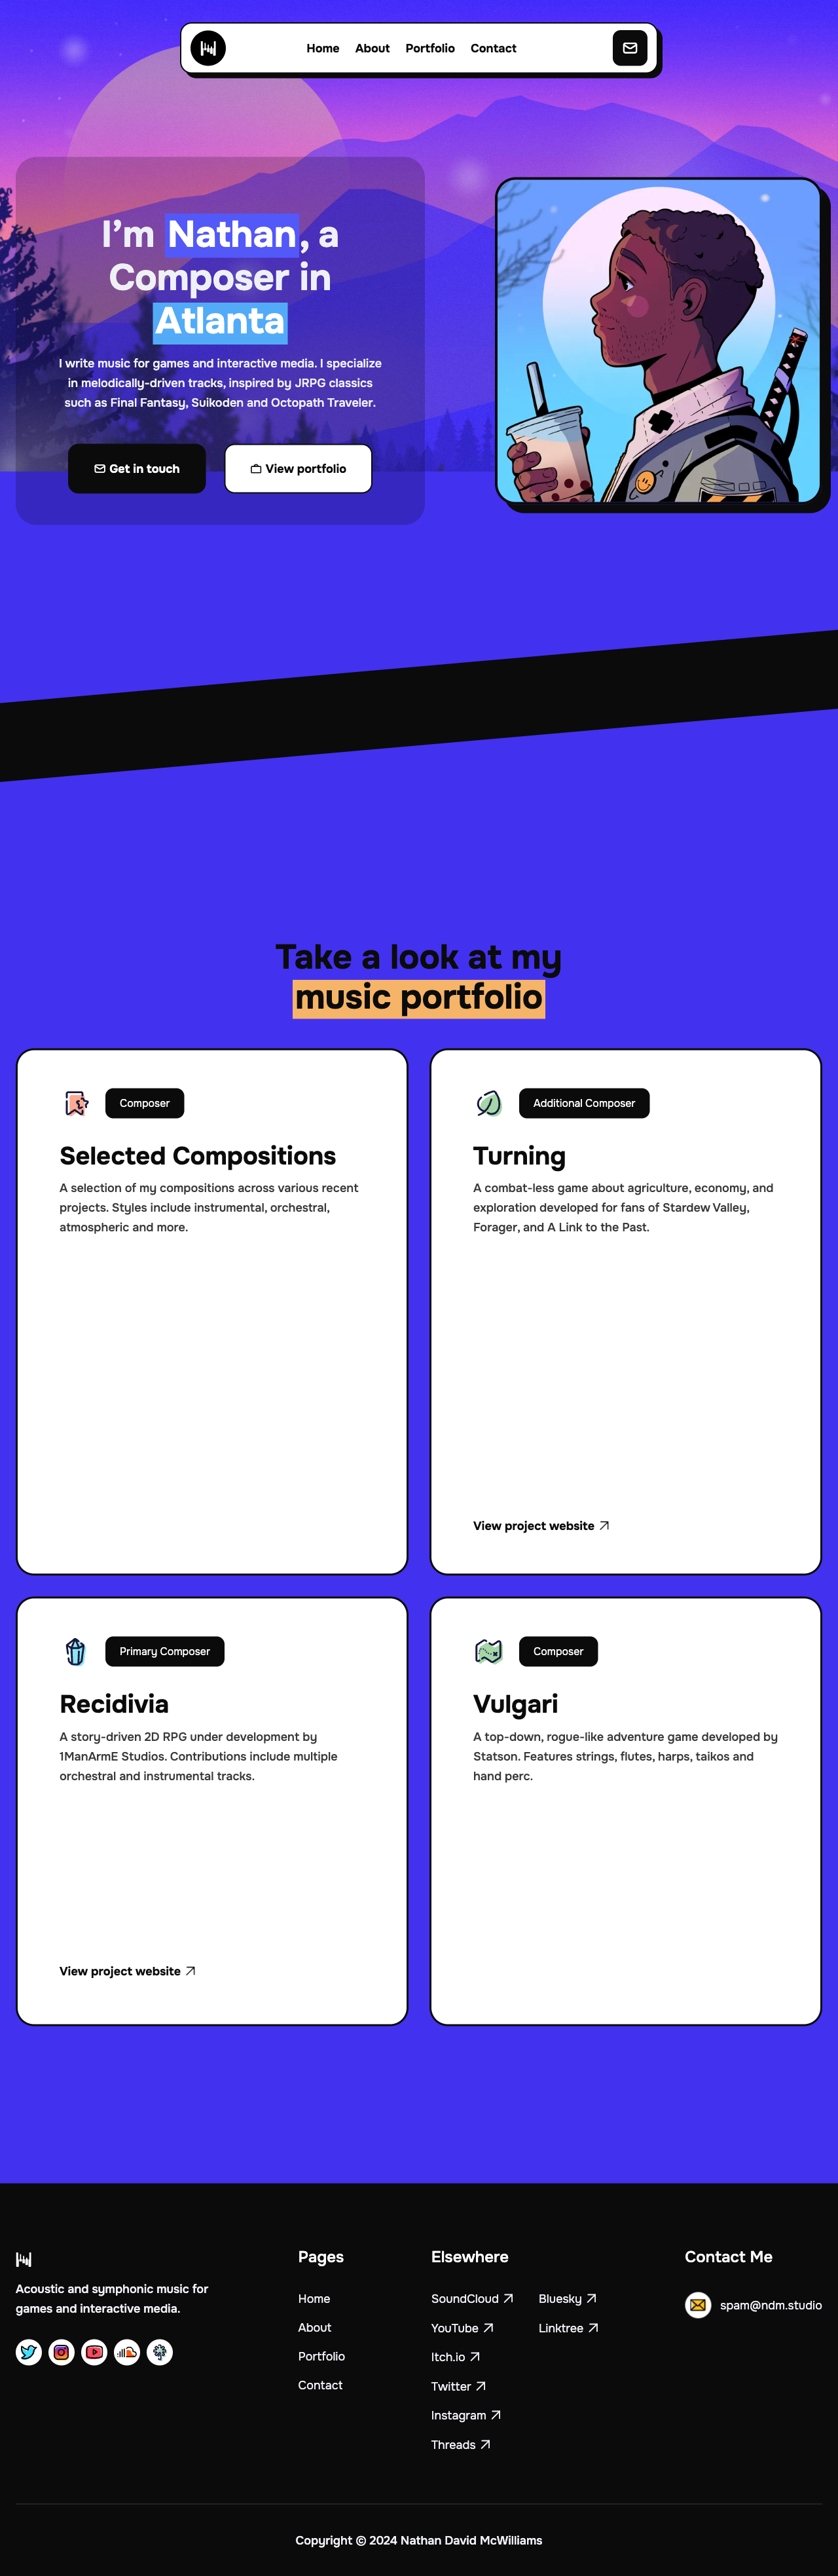 Home About Portfolio Contact
I'm Nathan, a
Composer in
Atlanta
I write music for games and interactive media. I specialize
in melodically-driven tracks, inspired by JRPG classics
such as Final Fantasy, Suikoden and Octopath Traveler.
Get in touch
View portfolio
Take a look at my
music portfolio
Composer
Selected Compositions
A selection of my compositions across various recent
projects. Styles include instrumental, orchestral,
atmospheric and more.
Additional Composer
Turning
A combat-less game about agriculture, economy, and
exploration developed for fans of Stardew Valley,
Forager, and A Link to the Past.
View project website
Primary Composer
Recidivia
A story-driven 2D RPG under development by
1ManArmE Studios. Contributions include multiple
orchestral and instrumental tracks.
View project website
Composer
Vulgari
A top-down, rogue-like adventure game developed by
Statson. Features strings, flutes, harps, taikos and
hand perc.
Acoustic and symphonic music for
games and interactive media.
Pages
Home
About
Portfolio
Contact
Elsewhere
SoundCloud
YouTube
Itch.io
Twitter
Instagram
Threads
Bluesky
Linktree
Contact Me
spam@ndm.studio
Copyright © 2024 Nathan David McWilliams